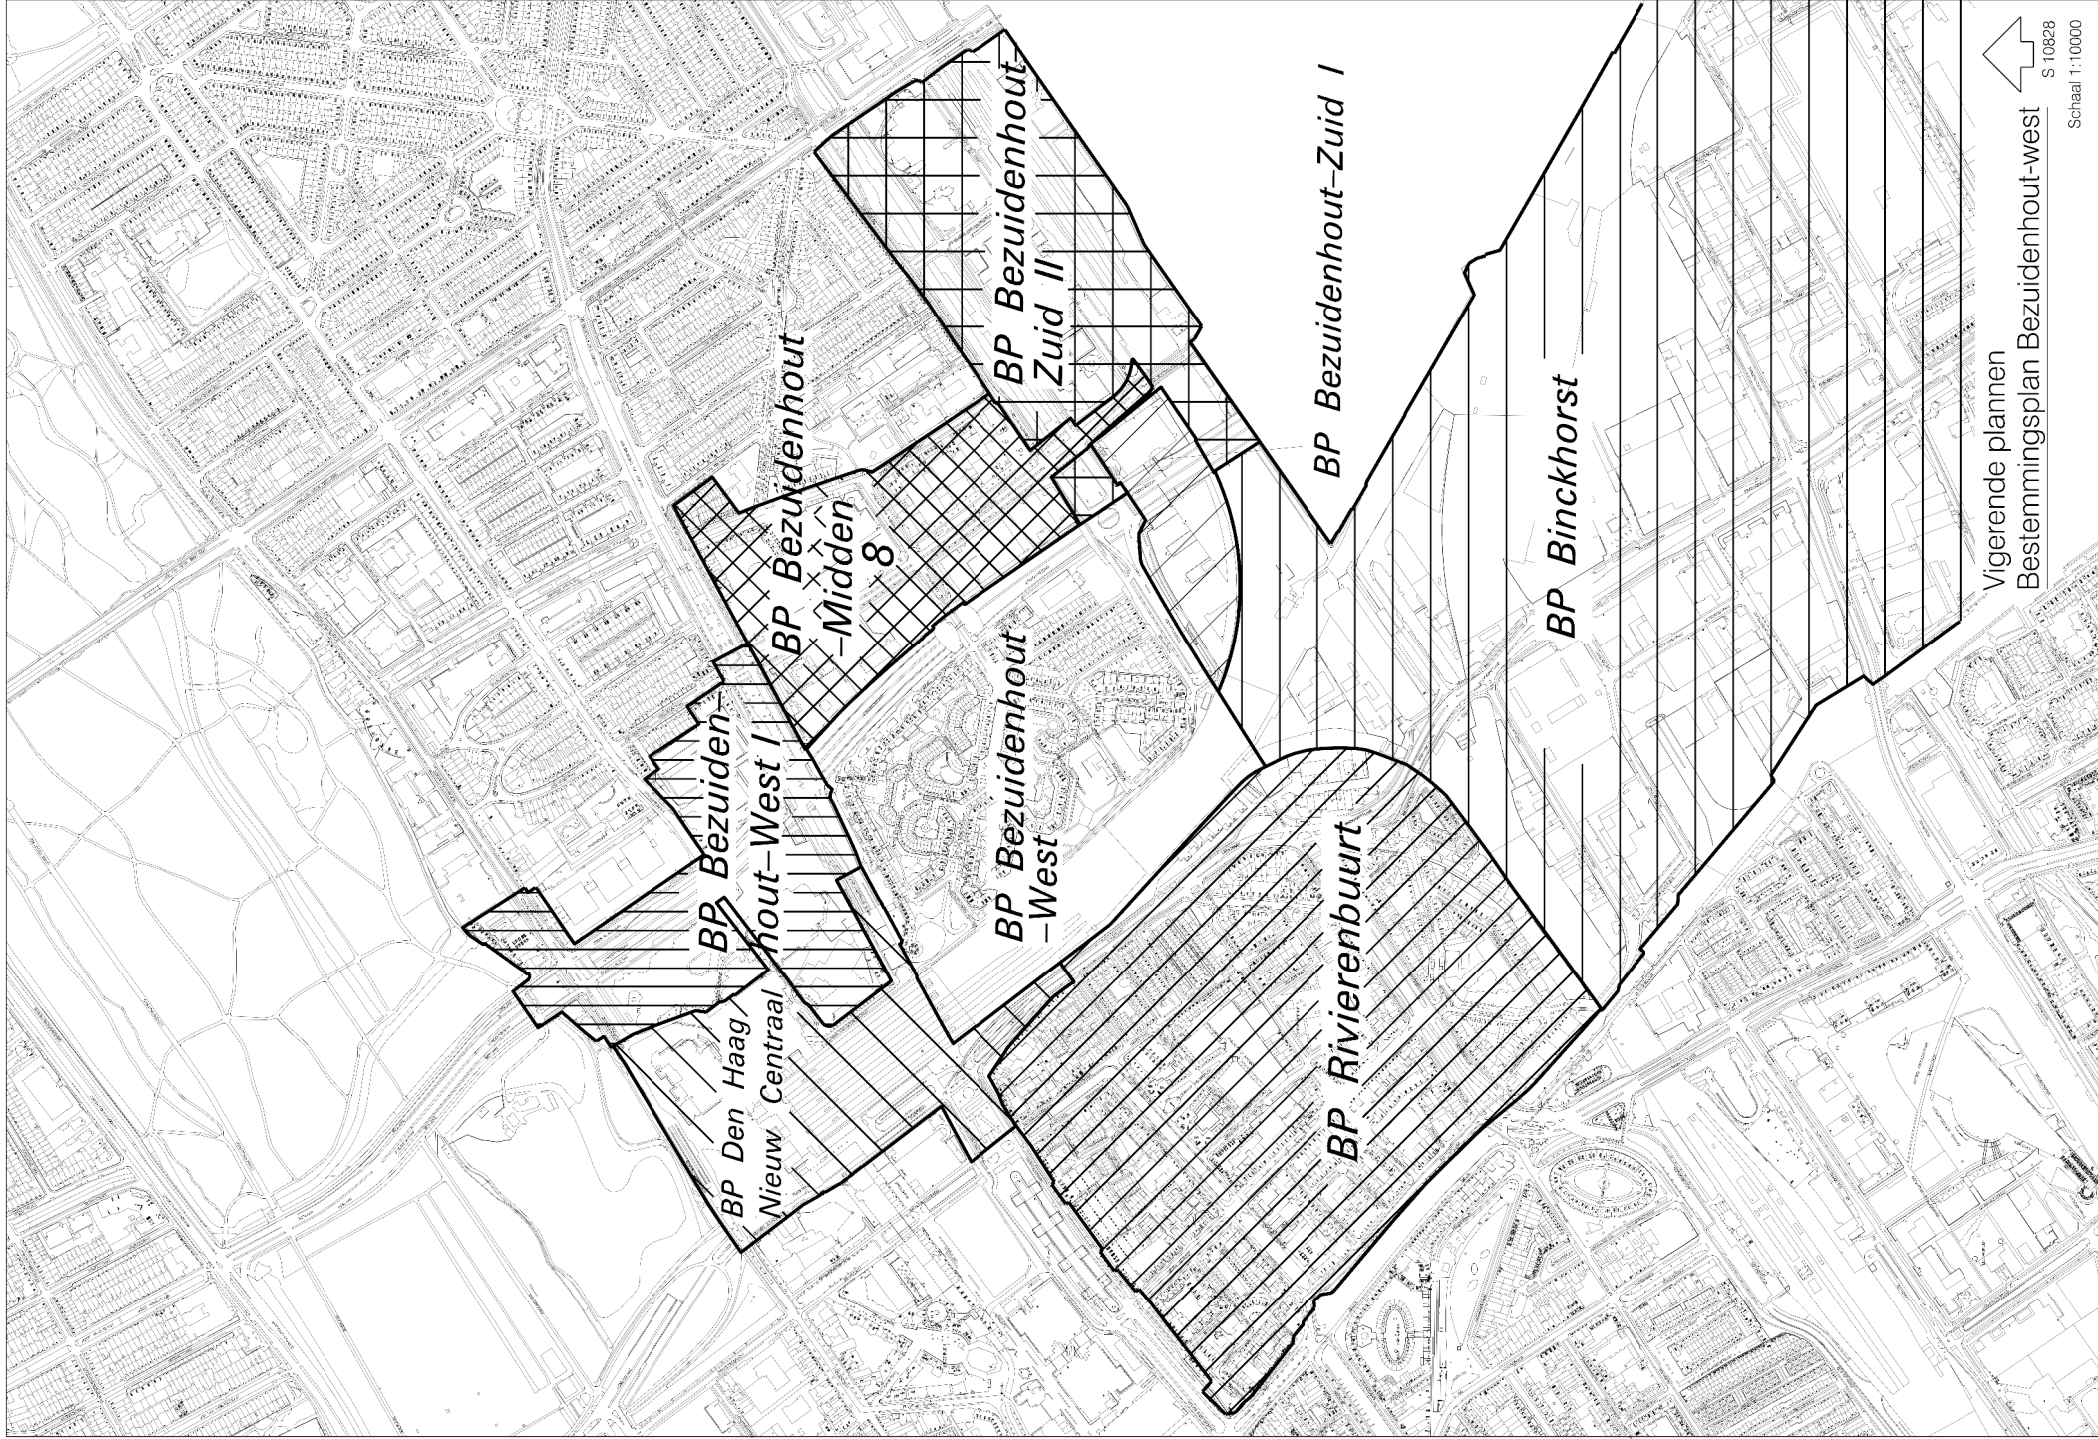 BP Bezuidenhout
-Midden
8
BP Bezuidenhout-
Zuid II
BP Bezuidenhout-Zuid I
BP Bezuiden-
hout-West I
BP Den Haag
Nieuw Centraal
BP Bezuidenhout
-West
BP Rivierenbuurt
BP Binckhorst
Vigerende plannen
Bestemmingsplan Bezuidenhout-west
S 10828
Schaal 1:10000